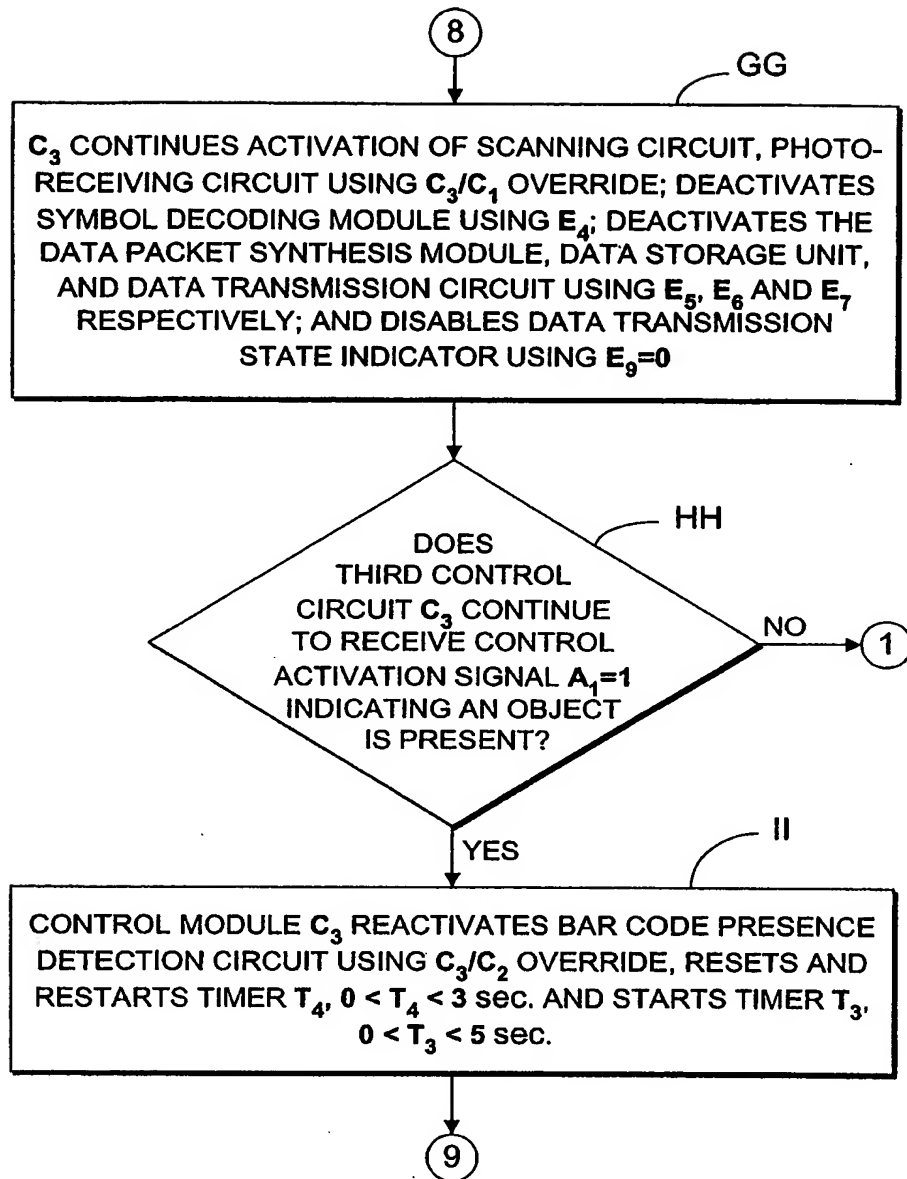 8
GG
C₃ CONTINUES ACTIVATION OF SCANNING CIRCUIT, PHOTO-
RECEIVING CIRCUIT USING C₃/C₁ OVERRIDE; DEACTIVATES
SYMBOL DECODING MODULE USING E₄; DEACTIVATES THE
DATA PACKET SYNTHESIS MODULE, DATA STORAGE UNIT,
AND DATA TRANSMISSION CIRCUIT USING E₅, E₆ AND E₇
RESPECTIVELY; AND DISABLES DATA TRANSMISSION
STATE INDICATOR USING E₉=0
HH
DOES
THIRD CONTROL
CIRCUIT C₃ CONTINUE
TO RECEIVE CONTROL
ACTIVATION SIGNAL A₁=1
INDICATING AN OBJECT
IS PRESENT?
NO
1
YES
II
CONTROL MODULE C₃ REACTIVATES BAR CODE PRESENCE
DETECTION CIRCUIT USING C₃/C₂ OVERRIDE, RESETS AND
RESTARTS TIMER T₄, 0 < T₄ < 3 sec. AND STARTS TIMER T₃,
0 < T₃ < 5 sec.
9